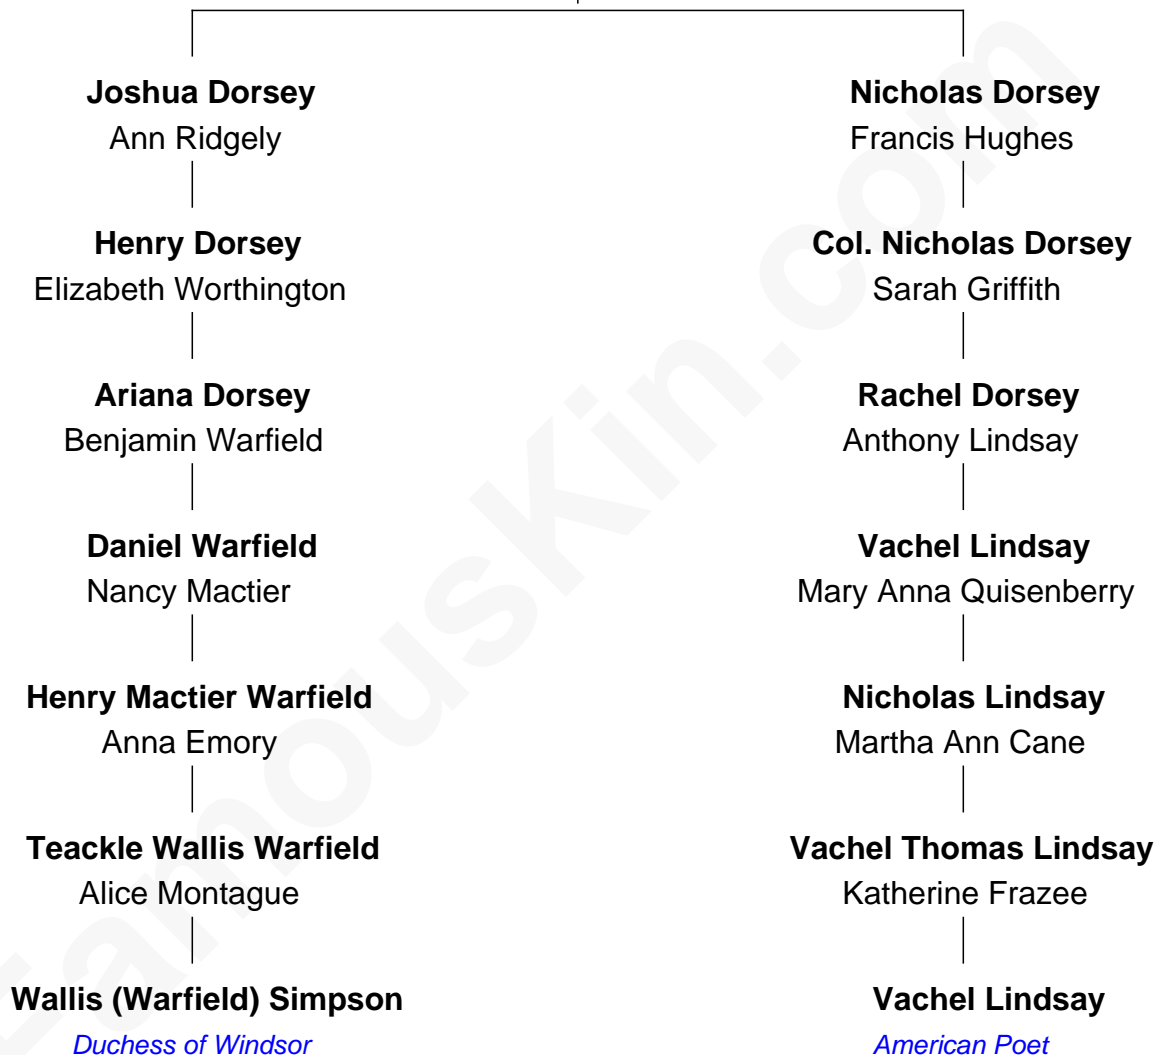 Joshua Dorsey
Ann Ridgely
Henry Dorsey
Elizabeth Worthington
Ariana Dorsey
Benjamin Warfield
Daniel Warfield
Nancy Mactier
Henry Mactier Warfield
Anna Emory
Teackle Wallis Warfield
Alice Montague
Wallis (Warfield) Simpson
Duchess of Windsor
Nicholas Dorsey
Francis Hughes
Col. Nicholas Dorsey
Sarah Griffith
Rachel Dorsey
Anthony Lindsay
Vachel Lindsay
Mary Anna Quisenberry
Nicholas Lindsay
Martha Ann Cane
Vachel Thomas Lindsay
Katherine Frazee
Vachel Lindsay
American Poet
FamousKin.com